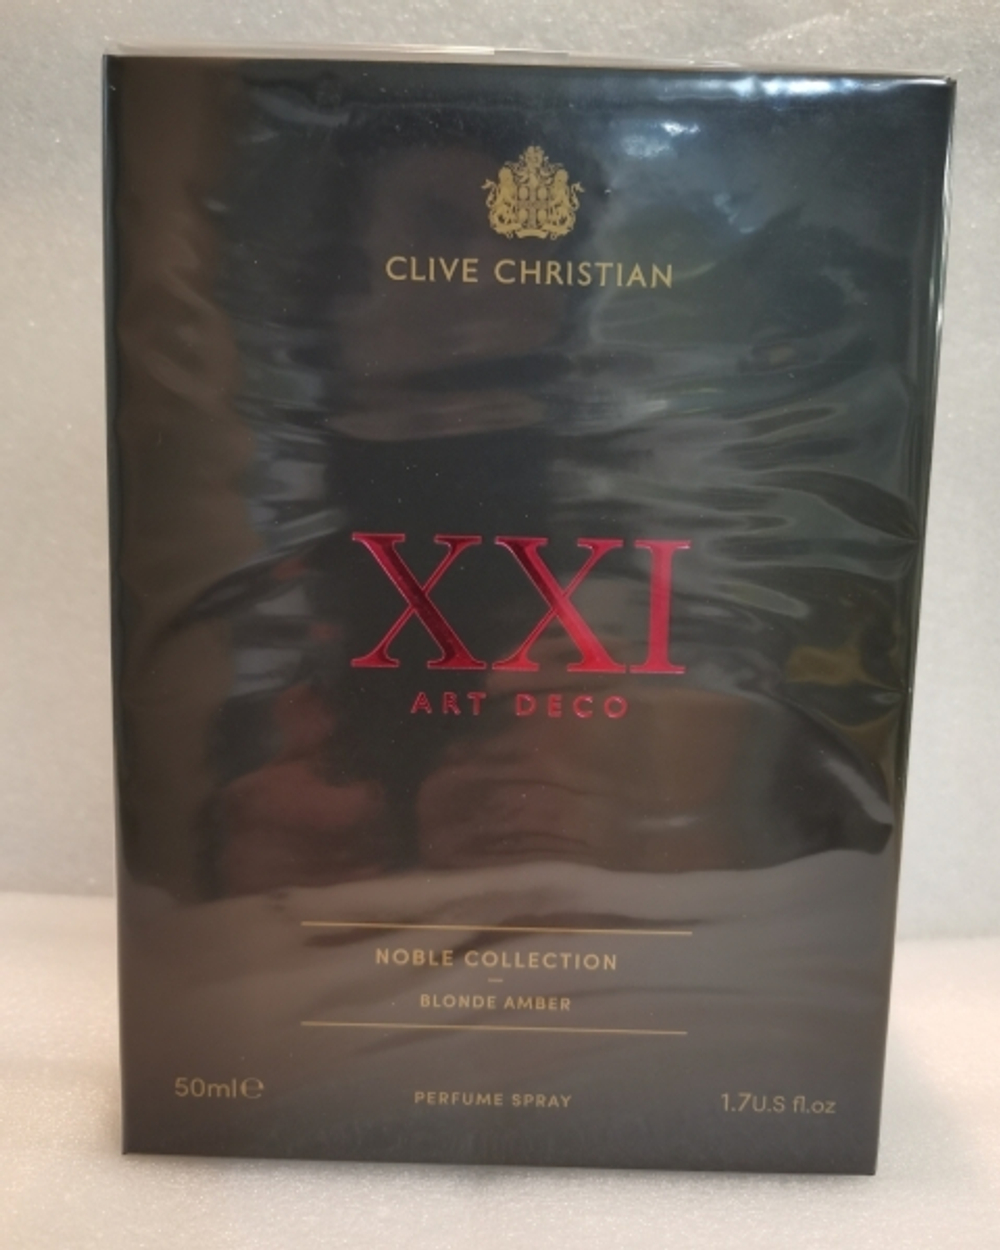 CLIVE CHRISTIAN
XXI
ART DECO
NOBLE COLLECTION
BLONDE AMBER
50ml℮
PERFUME SPRAY
1.7U.S fl.oz